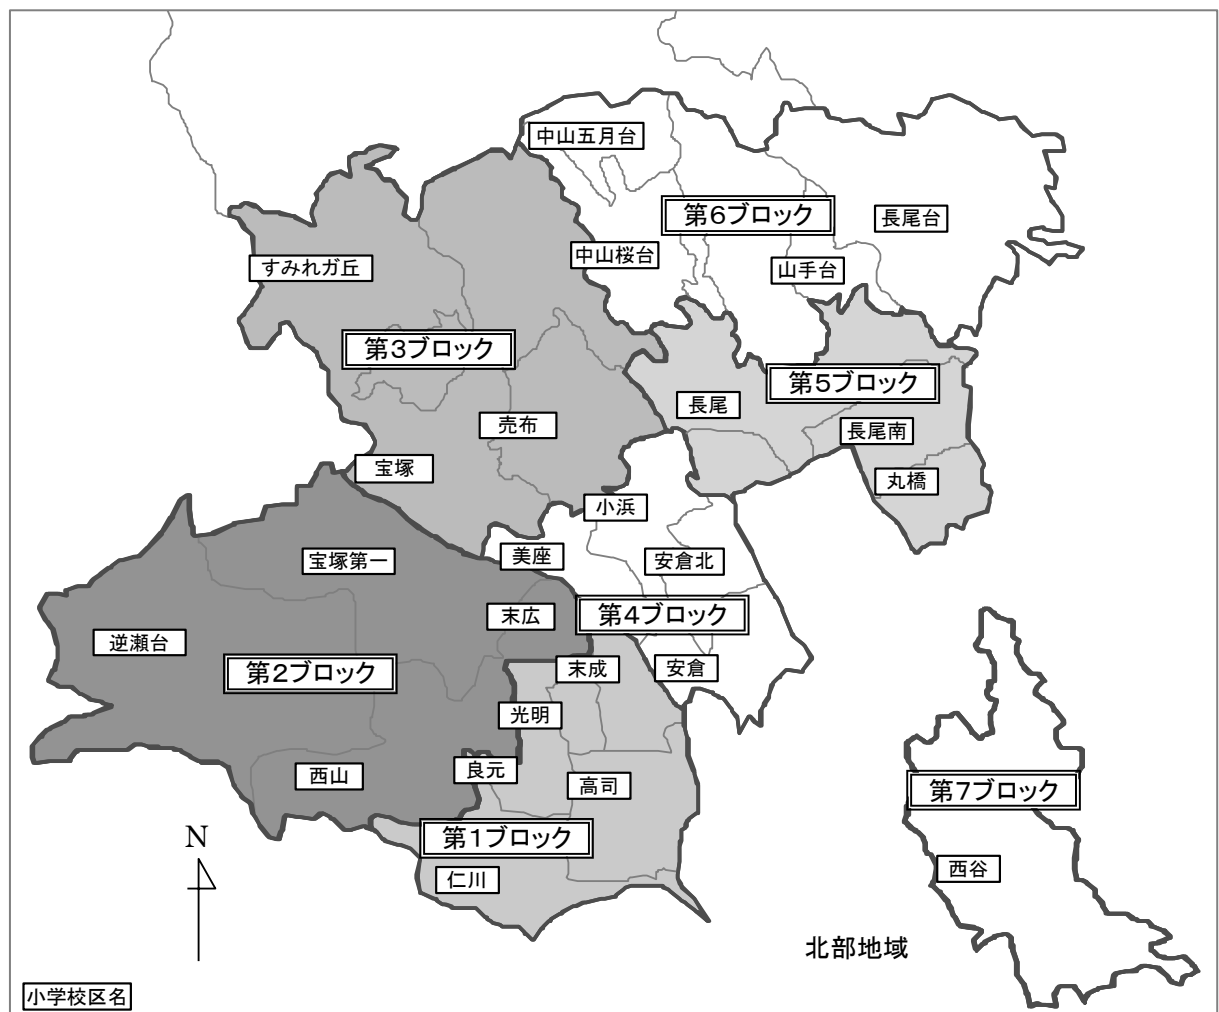 中山五月台
第6ブロック
長尾台
中山桜台
すみれガ丘
山手台
第3ブロック
第5ブロック
長尾
売布
長尾南
宝塚
丸橋
小浜
美座
宝塚第一
安倉北
末広
第4ブロック
逆瀬台
第2ブロック
末成
安倉
光明
良元
西山
高司
第7ブロック
N
第1ブロック
仁川
西谷
北部地域
小学校区名